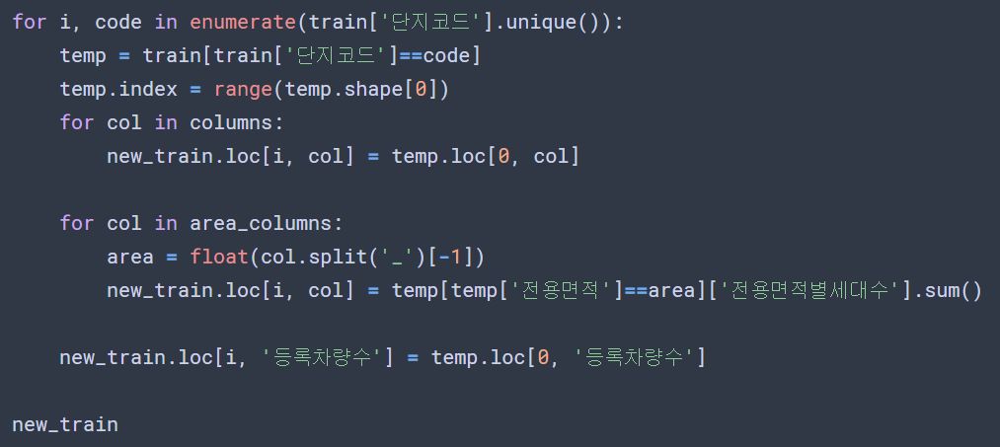 for i, code in enumerate(train['단지코드'].unique()):
    temp = train[train['단지코드']==code]
    temp.index = range(temp.shape[0])
    for col in columns:
        new_train.loc[i, col] = temp.loc[0, col]

    for col in area_columns:
        area = float(col.split('_')[-1])
        new_train.loc[i, col] = temp[temp['전용면적']==area]['전용면적별세대수'].sum()

    new_train.loc[i, '등록차량수'] = temp.loc[0, '등록차량수']

new_train